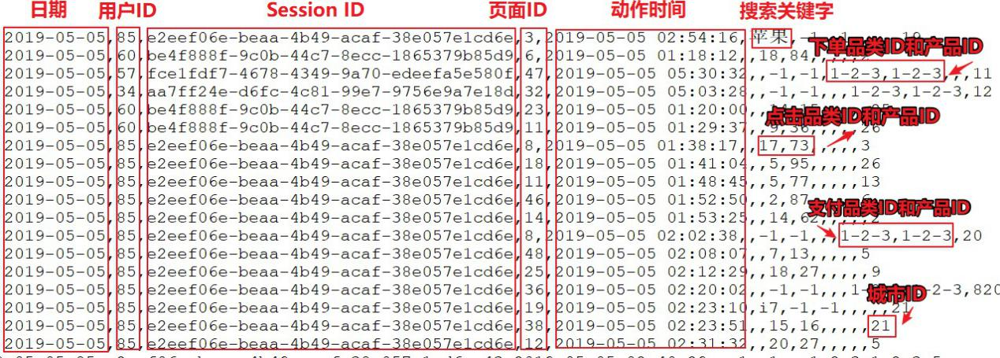 日期 用户ID Session ID 页面ID 动作时间 搜索关键字
2019-05-05,85,e2eef06e-beaa-4b49-acaf-38e057e1cd6e,3,2019-05-05 02:54:16,苹果,-1,-1,,,,,19
下单品类ID和产品ID
2019-05-05,60,be4f888f-9c0b-44c7-8ecc-1865379b85d9,6,2019-05-05 01:18:12,,18,84,,,,,2
2019-05-05,57,fce1fdf7-4678-4349-9a70-edeefa5e580f,47,2019-05-05 05:30:32,,-1,-1,1-2-3,1-2-3,,,11
2019-05-05,34,aa7ff24e-d6fc-4c81-99e7-9756e9a7e18d,32,2019-05-05 05:03:28,,-1,-1,,,1-2-3,1-2-3,12
2019-05-05,60,be4f888f-9c0b-44c7-8ecc-1865379b85d9,23,2019-05-05 01:20:00,,14,15
点击品类ID和产品ID
2019-05-05,60,be4f888f-9c0b-44c7-8ecc-1865379b85d9,11,2019-05-05 01:29:37,,9,36,,,,,26
2019-05-05,85,e2eef06e-beaa-4b49-acaf-38e057e1cd6e,8,2019-05-05 01:38:17,,17,73,,,,,3
2019-05-05,85,e2eef06e-beaa-4b49-acaf-38e057e1cd6e,18,2019-05-05 01:41:04,,5,95,,,,,26
2019-05-05,85,e2eef06e-beaa-4b49-acaf-38e057e1cd6e,11,2019-05-05 01:48:45,,5,77,,,,,13
2019-05-05,85,e2eef06e-beaa-4b49-acaf-38e057e1cd6e,46,2019-05-05 01:52:50,,2,87
支付品类ID和产品ID
2019-05-05,85,e2eef06e-beaa-4b49-acaf-38e057e1cd6e,14,2019-05-05 01:53:25,,14,62,,,,,2
2019-05-05,85,e2eef06e-beaa-4b49-acaf-38e057e1cd6e,8,2019-05-05 02:02:38,,-1,-1,,,1-2-3,1-2-3,20
2019-05-05,85,e2eef06e-beaa-4b49-acaf-38e057e1cd6e,48,2019-05-05 02:08:07,,7,13,,,,,5
2019-05-05,85,e2eef06e-beaa-4b49-acaf-38e057e1cd6e,25,2019-05-05 02:12:29,,18,27,,,,,9
2019-05-05,85,e2eef06e-beaa-4b49-acaf-38e057e1cd6e,36,2019-05-05 02:20:02,,-1,-1,,,1-2-3,820
城市ID
2019-05-05,85,e2eef06e-beaa-4b49-acaf-38e057e1cd6e,19,2019-05-05 02:23:10,i7,-1,-1,,,,,21
2019-05-05,85,e2eef06e-beaa-4b49-acaf-38e057e1cd6e,38,2019-05-05 02:23:51,,15,16,,,,,21
2019-05-05,85,e2eef06e-beaa-4b49-acaf-38e057e1cd6e,12,2019-05-05 02:31:32,,20,27,,,,,5